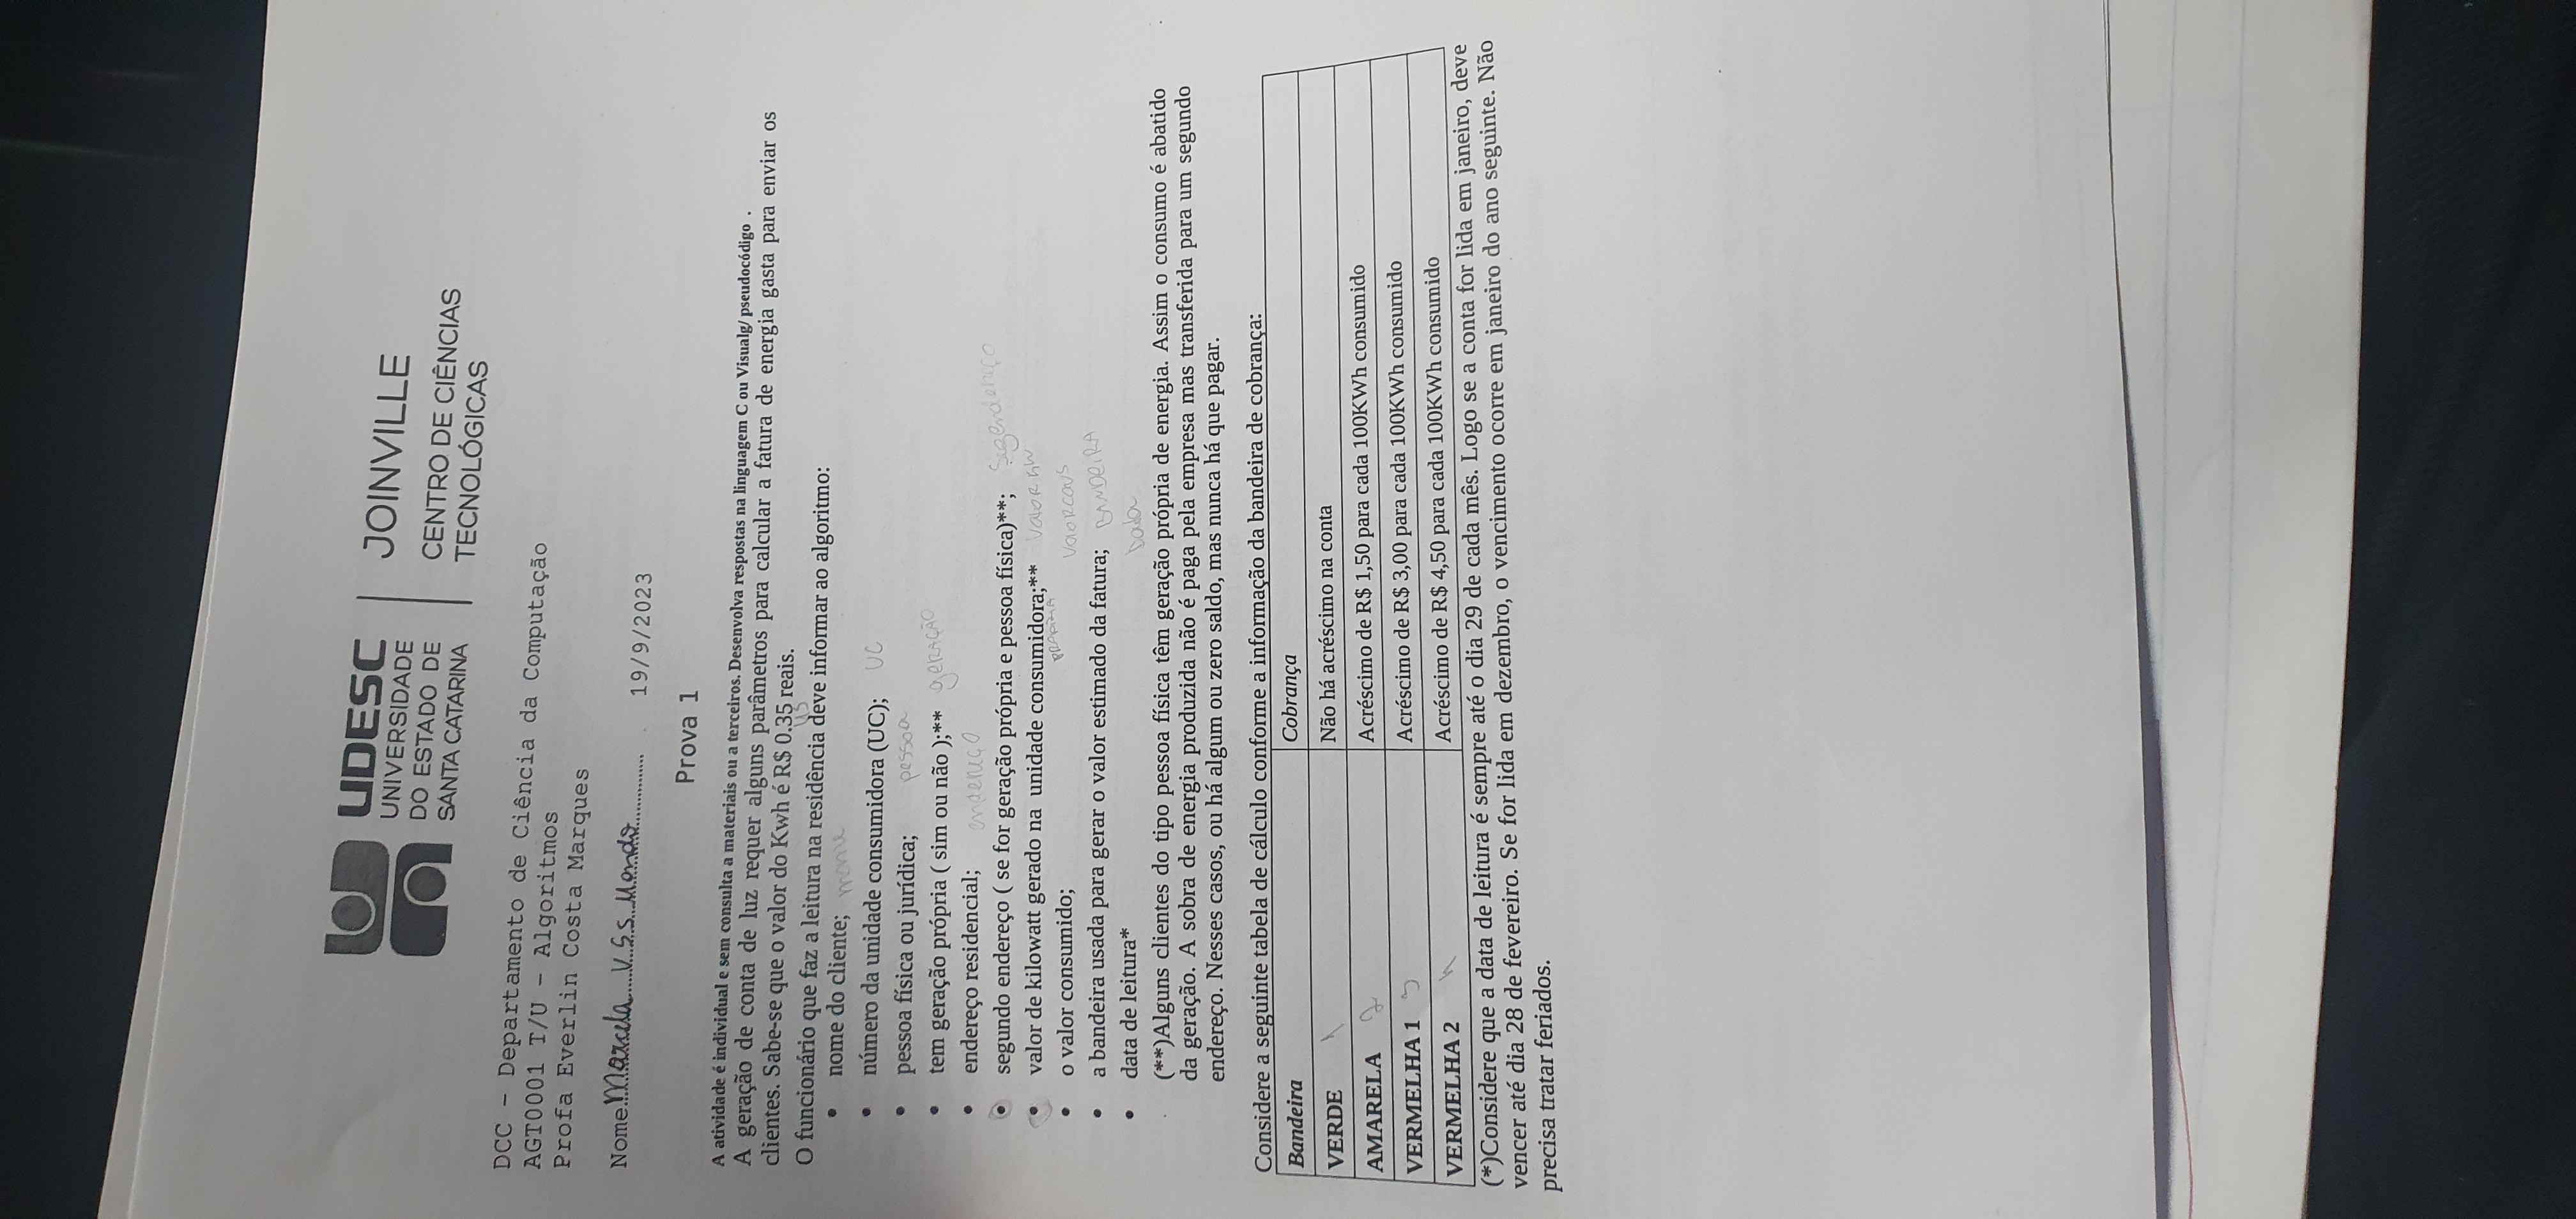 UDESC
UNIVERSIDADE
DO ESTADO DE
SANTA CATARINA
JOINVILLE
CENTRO DE CIÊNCIAS
TECNOLÓGICAS
DCC - Departamento de Ciência da Computação
AGT0001 T/U - Algoritmos
Profa Everlin Costa Marques
Nome Marcela V.S.S Mondo 19/9/2023
Prova 1
A atividade é individual e sem consulta a materiais ou a terceiros. Desenvolva respostas na linguagem C ou Visualg/ pseudocódigo .
A geração de conta de luz requer alguns parâmetros para calcular a fatura de energia gasta para enviar os
clientes. Sabe-se que o valor do Kwh é R$ 0.35 reais.
O funcionário que faz a leitura na residência deve informar ao algoritmo:
• nome do cliente; nome
• número da unidade consumidora (UC); UC
• pessoa física ou jurídica; pessoa
• tem geração própria ( sim ou não );** geRAÇÃO
• endereço residencial; endereço
• segundo endereço ( se for geração própria e pessoa física)**;
• valor de kilowatt gerado na unidade consumidora;** valorkW
PRÓPRIA
• o valor consumido; ValoRCons
• a bandeira usada para gerar o valor estimado da fatura; BANDeiRA
• data de leitura* Data
(**)Alguns clientes do tipo pessoa física têm geração própria de energia. Assim o consumo é abatido
da geração. A sobra de energia produzida não é paga pela empresa mas transferida para um segundo
endereço. Nesses casos, ou há algum ou zero saldo, mas nunca há que pagar.
Considere a seguinte tabela de cálculo conforme a informação da bandeira de cobrança:
Bandeira Cobrança
VERDE 1 Não há acréscimo na conta
AMARELA 2 Acréscimo de R$ 1,50 para cada 100KWh consumido
VERMELHA 1 3 Acréscimo de R$ 3,00 para cada 100KWh consumido
VERMELHA 2 4 Acréscimo de R$ 4,50 para cada 100KWh consumido
(*)Considere que a data de leitura é sempre até o dia 29 de cada mês. Logo se a conta for lida em janeiro, deve
vencer até dia 28 de fevereiro. Se for lida em dezembro, o vencimento ocorre em janeiro do ano seguinte. Não
precisa tratar feriados.